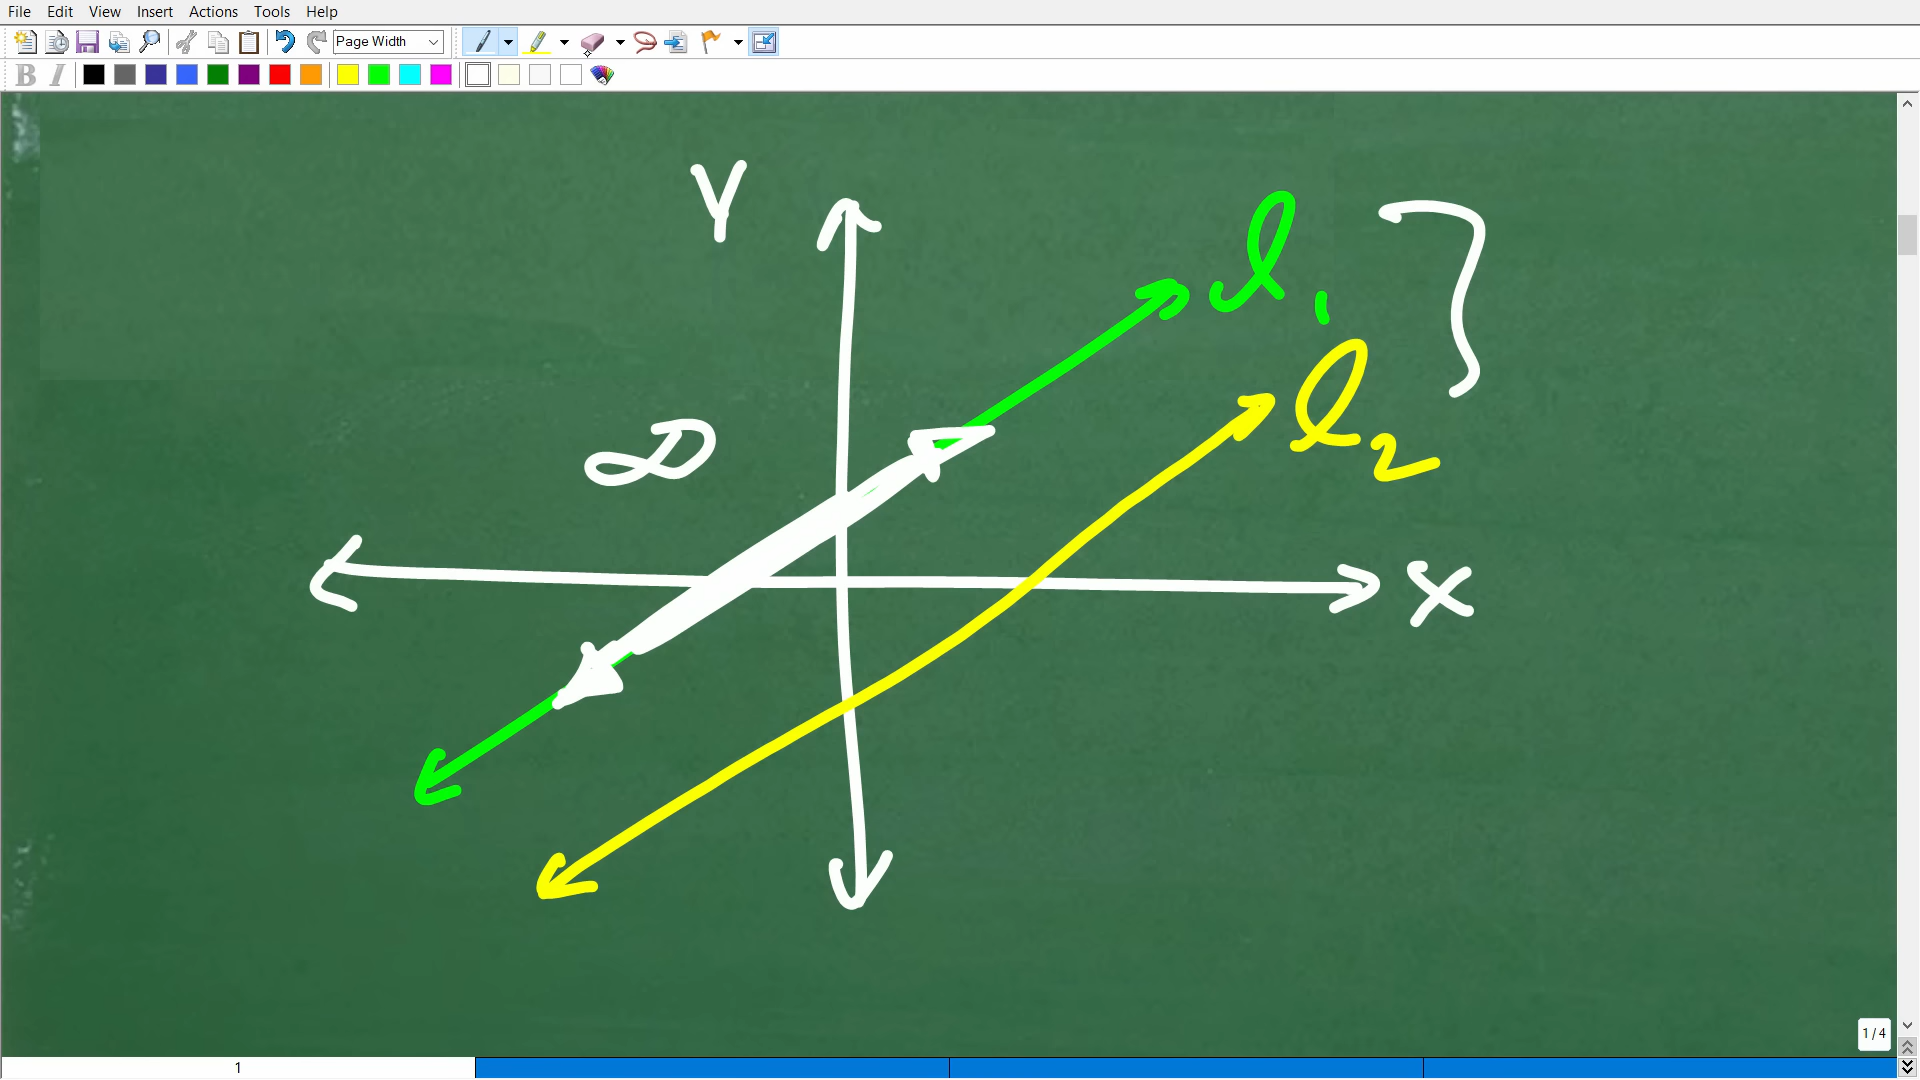 File Edit View Insert Actions Tools Help
Page Width
B I
Y
l1
l2
∞
X
1 / 4
1